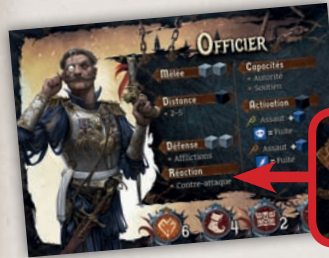 OFFICIER
Mêlée
Distance
• 2-5
Défense
• Afflictions
Réaction
• Contre-attaque
Capacités
• Autorité
• Soutien
Activation
Assaut +
= Fuite
Assaut +
= Fuite
6
4
2